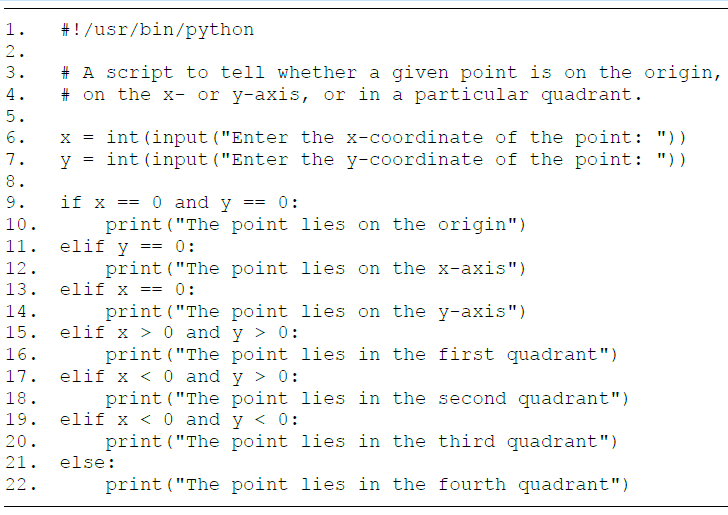 1. #!/usr/bin/python
2.
3. # A script to tell whether a given point is on the origin,
4. # on the x- or y-axis, or in a particular quadrant.
5.
6. x = int(input("Enter the x-coordinate of the point: "))
7. y = int(input("Enter the y-coordinate of the point: "))
8.
9. if x == 0 and y == 0:
10.     print("The point lies on the origin")
11. elif y == 0:
12.     print("The point lies on the x-axis")
13. elif x == 0:
14.     print("The point lies on the y-axis")
15. elif x > 0 and y > 0:
16.     print("The point lies in the first quadrant")
17. elif x < 0 and y > 0:
18.     print("The point lies in the second quadrant")
19. elif x < 0 and y < 0:
20.     print("The point lies in the third quadrant")
21. else:
22.     print("The point lies in the fourth quadrant")